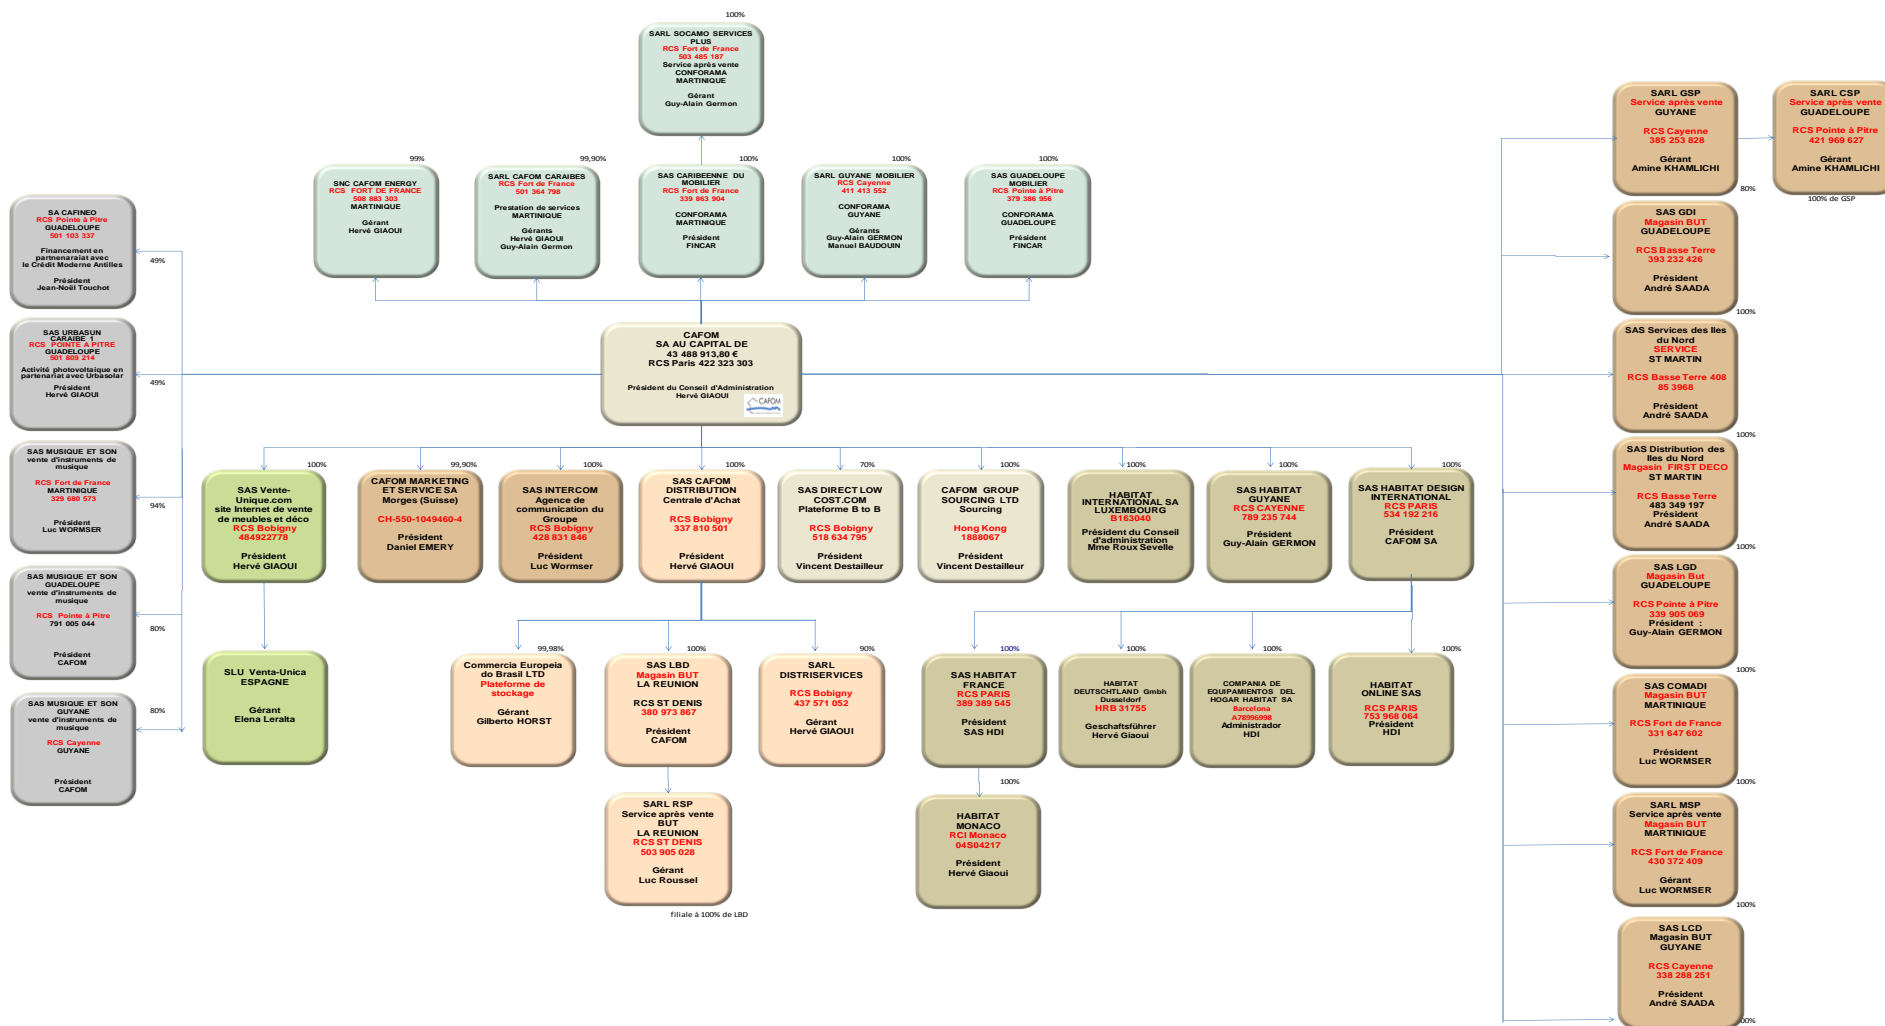 100%
SARL SOCAMO SERVICES
PLUS
RCS Fort de France
503 485 187
Service après vente
CONFORAMA
MARTINIQUE
Gérant
Guy-Alain Germon
99%
SNC CAFOM ENERGY
RCS FORT DE FRANCE
508 883 303
MARTINIQUE
Gérant
Hervé GIAOUI
99,90%
SARL CAFOM CARAIBES
RCS Fort de France
501 364 798
Prestation de services
MARTINIQUE
Gérants
Hervé GIAOUI
Guy-Alain Germon
100%
SAS CARIBEENNE DU
MOBILIER
RCS Fort de France
339 863 904
CONFORAMA
MARTINIQUE
Président
FINCAR
100%
SARL GUYANE MOBILIER
RCS Cayenne
411 413 552
CONFORAMA
GUYANE
Gérants
Guy-Alain GERMON
Manuel BAUDOUIN
100%
SAS GUADELOUPE
MOBILIER
RCS Pointe à Pitre
379 386 956
CONFORAMA
GUADELOUPE
Président
FINCAR
SARL GSP
Service après vente
GUYANE
RCS Cayenne
385 253 828
Gérant
Amine KHAMLICHI
80%
SARL CSP
Service après vente
GUADELOUPE
RCS Pointe à Pitre
421 969 627
Gérant
Amine KHAMLICHI
100% de GSP
SA CAFINEO
RCS Pointe à Pitre
GUADELOUPE
501 103 337
Financement en
partnenaraiat avec
le Crédit Moderne Antilles
Président
Jean-Noël Touchot
49%
SAS URBASUN
CARAIBE 1
RCS POINTE A PITRE
GUADELOUPE
501 809 214
Activité photovoltaique en
partenariat avec Urbasolar
Président
Hervé GIAOUI
49%
SAS MUSIQUE ET SON
vente d'instruments de
musique
RCS Fort de France
MARTINIQUE
329 680 573
Président
Luc WORMSER
94%
SAS MUSIQUE ET SON
GUADELOUPE
vente d'instruments de
musique
RCS Pointe à Pitre
791 005 044
Président
CAFOM
80%
SAS MUSIQUE ET SON
GUYANE
vente d'instruments de
musique
RCS Cayenne
GUYANE
Président
CAFOM
80%
CAFOM
SA AU CAPITAL DE
43 488 913,80 €
RCS Paris 422 323 303
Président du Conseil d'Administration
Hervé GIAOUI
CAFOM
100%
SAS Vente-
Unique.com
site Internet de vente
de meubles et déco
RCS Bobigny
484922778
Président
Hervé GIAOUI
99,90%
CAFOM MARKETING
ET SERVICE SA
Morges (Suisse)
CH-550-1049460-4
Président
Daniel EMERY
100%
SAS INTERCOM
Agence de
communication du
Groupe
RCS Bobigny
428 831 846
Président
Luc Wormser
100%
SAS CAFOM
DISTRIBUTION
Centrale d'Achat
RCS Bobigny
337 810 501
Président
Hervé GIAOUI
70%
SAS DIRECT LOW
COST.COM
Plateforme B to B
RCS Bobigny
518 634 795
Président
Vincent Destailleur
100%
CAFOM GROUP
SOURCING LTD
Sourcing
Hong Kong
1888067
Président
Vincent Destailleur
100%
HABITAT
INTERNATIONAL SA
LUXEMBOURG
B163040
Président du Conseil
d'administration
Mme Roux Sevelle
100%
SAS HABITAT
GUYANE
RCS CAYENNE
789 235 744
Président
Guy-Alain GERMON
100%
SAS HABITAT DESIGN
INTERNATIONAL
RCS PARIS
534 192 216
Président
CAFOM SA
SLU Venta-Unica
ESPAGNE
Gérant
Elena Leralta
99,98%
Commercia Europeia
do Brasil LTD
Plateforme de
stockage
Gérant
Gilberto HORST
100%
SAS LBD
Magasin BUT
LA REUNION
RCS ST DENIS
380 973 867
Président
CAFOM
90%
SARL
DISTRISERVICES
RCS Bobigny
437 571 052
Gérant
Hervé GIAOUI
100%
SAS HABITAT
FRANCE
RCS PARIS
389 389 545
Président
SAS HDI
100%
HABITAT
DEUTSCHTLAND Gmbh
Dusseldorf
HRB 31755
Geschaftsführer
Hervé Giaoui
100%
COMPANIA DE
EQUIPAMIENTOS DEL
HOGAR HABITAT SA
Barcelona
A78996998
Administrador
HDI
100%
HABITAT
ONLINE SAS
RCS PARIS
753 968 064
Président
HDI
SARL RSP
Service après vente
BUT
LA REUNION
RCS ST DENIS
503 905 028
Gérant
Luc Roussel
filiale à 100% de LBD
100%
HABITAT
MONACO
RCI Monaco
04S04217
Président
Hervé Giaoui
SAS GDI
Magasin BUT
GUADELOUPE
RCS Basse Terre
393 232 426
Président
André SAADA
100%
SAS Services des Iles
du Nord
SERVICE
ST MARTIN
RCS Basse Terre 408
85 3968
Président
André SAADA
100%
SAS Distribution des
Iles du Nord
Magasin FIRST DECO
ST MARTIN
RCS Basse Terre
483 349 197
Président
André SAADA
100%
SAS LGD
Magasin But
GUADELOUPE
RCS Pointe à Pitre
339 905 069
Président :
Guy-Alain GERMON
100%
SAS COMADI
Magasin BUT
MARTINIQUE
RCS Fort de France
331 647 602
Président
Luc WORMSER
100%
SARL MSP
Service après vente
Magasin BUT
MARTINIQUE
RCS Fort de France
430 372 409
Gérant
Luc WORMSER
100%
SAS LCD
Magasin BUT
GUYANE
RCS Cayenne
338 288 251
Président
André SAADA
100%